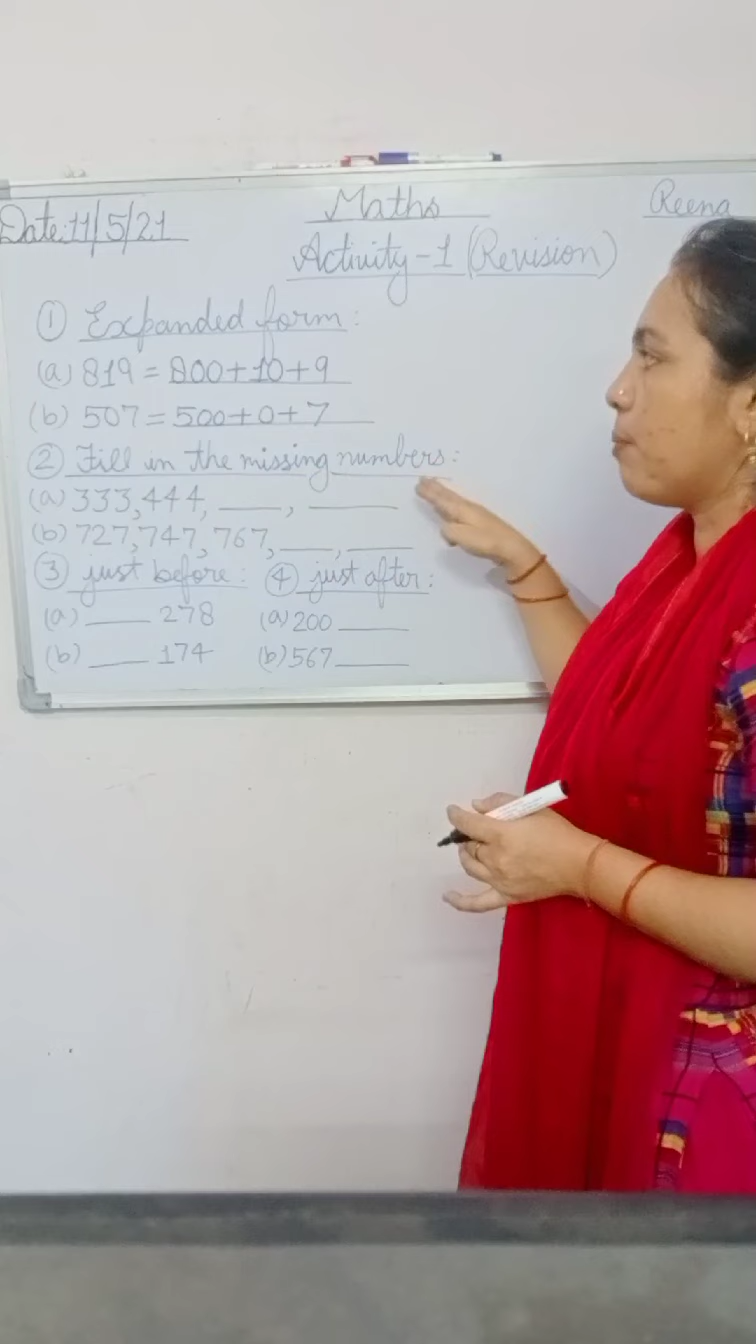 Date:11/5/21 Maths Reena
Activity-1 (Revision)
① Expanded form:
(a) 819 = 800+10+9
(b) 507 = 500+0+7
② Fill in the missing numbers:
(a) 333, 444, ____, ____
(b) 727, 747, 767, ____, ____
③ just before: ④ just after:
(a) ____ 278 (a) 200 ____
(b) ____ 174 (b) 567 ____